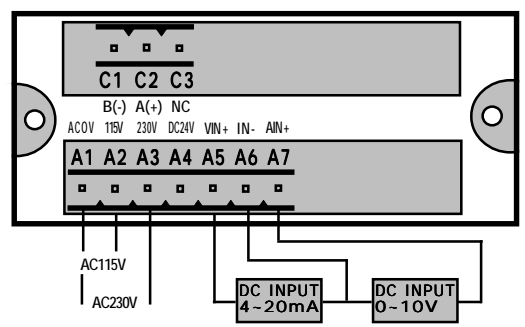 C1 C2 C3
B(-) A(+) NC
AC0V 115V 230V DC24V VIN+ IN- AIN+
A1 A2 A3 A4 A5 A6 A7
AC115V
AC230V
DC INPUT
4~20mA
DC INPUT
0~10V